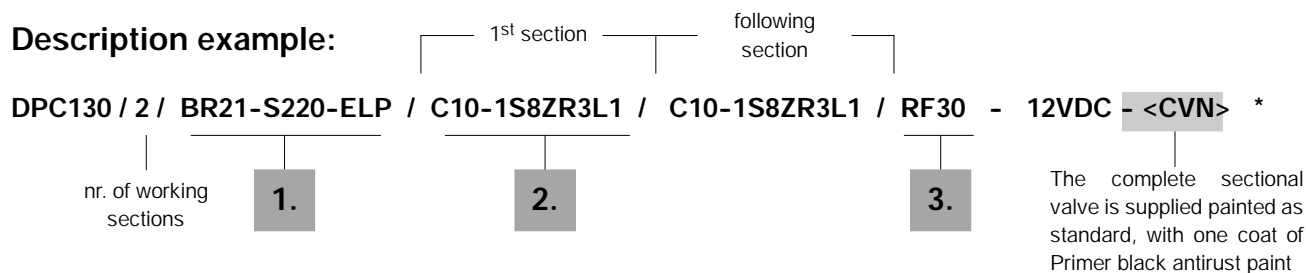 Description example:
1st section
following
section
DPC130 / 2 / BR21-S220-ELP / C10-1S8ZR3L1 / C10-1S8ZR3L1 / RF30 - 12VDC - <CVN> *
nr. of working
sections
1.
2.
3.
The complete sectional
valve is supplied painted as
standard, with one coat of
Primer black antirust paint